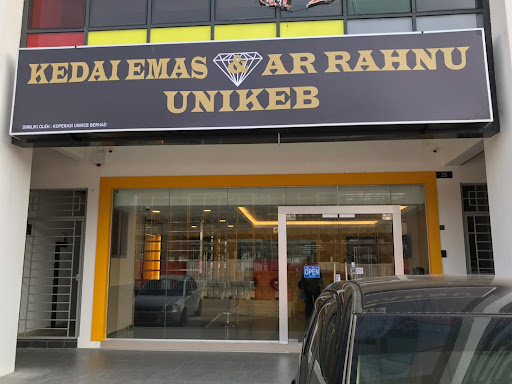 KEDAI EMAS & AR RAHNU
UNIKEB
DIMILIKI OLEH : KOPERASI UNIKEB BERHAD
OPEN